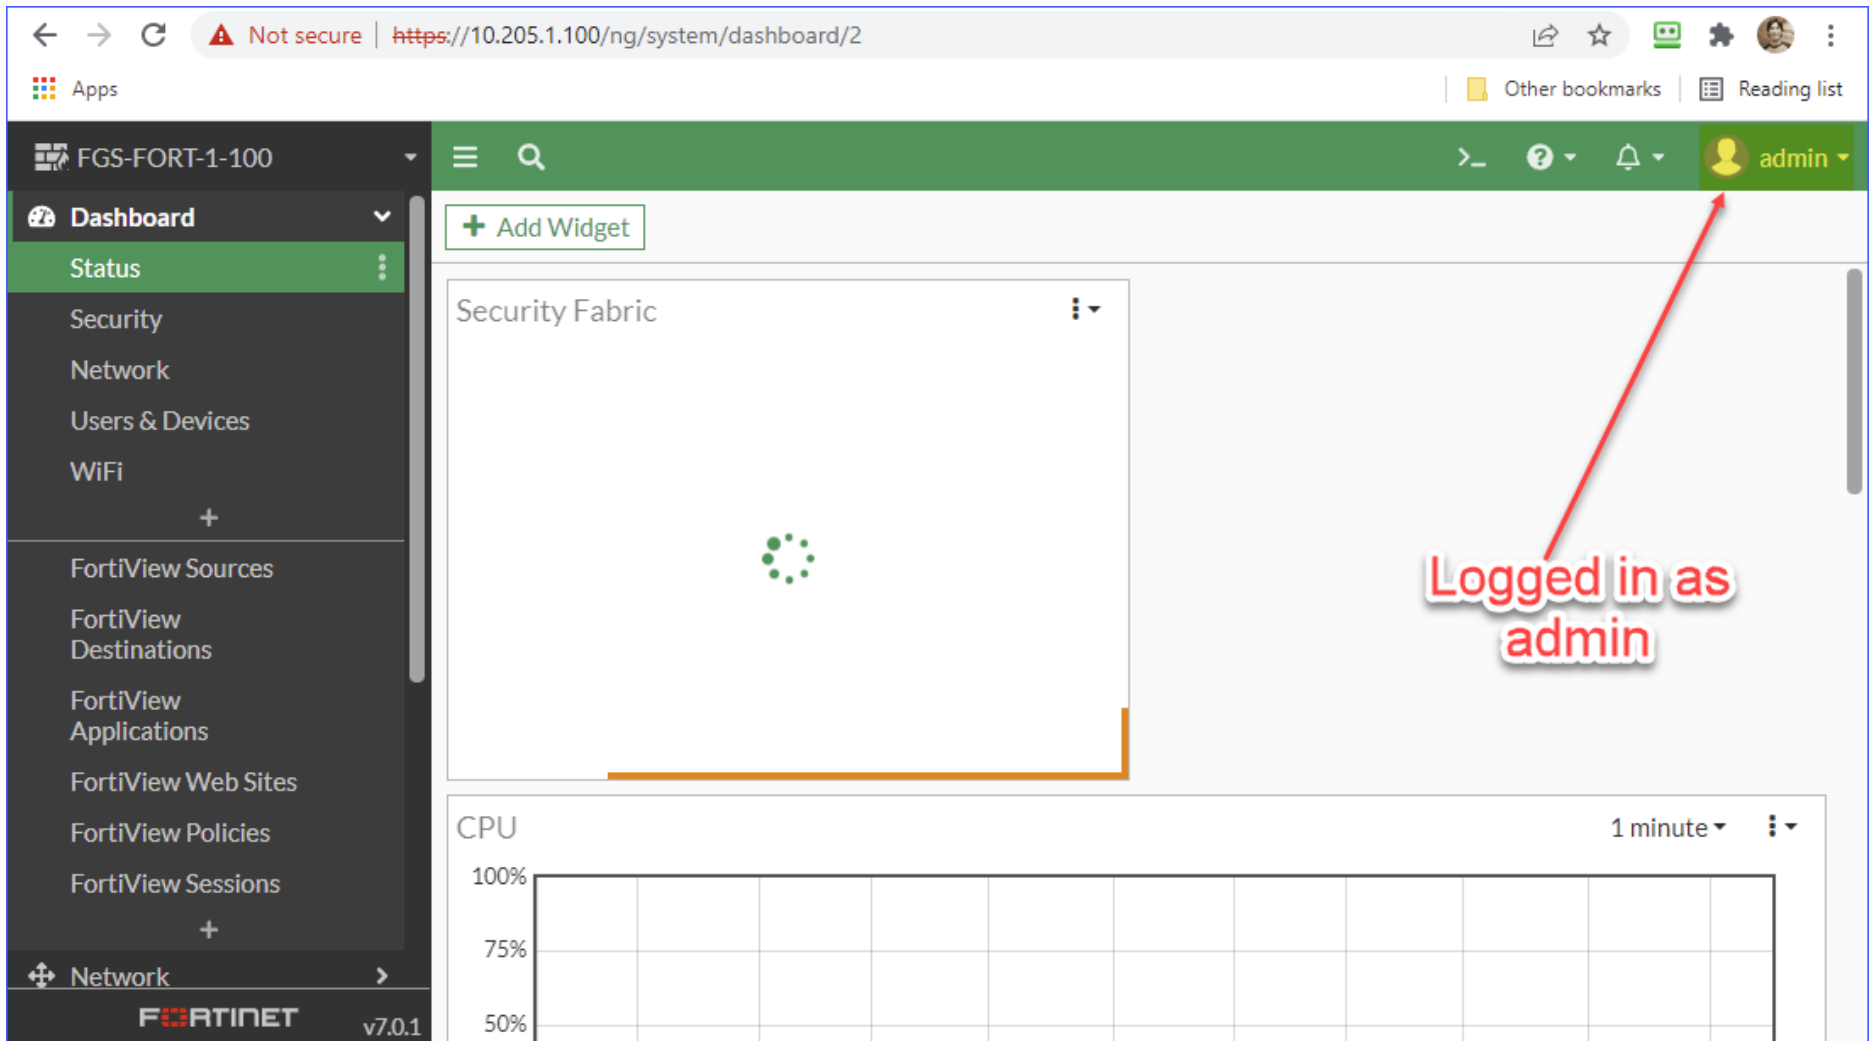 Not secure | https://10.205.1.100/ng/system/dashboard/2
Apps
Other bookmarks
Reading list
FGS-FORT-1-100
>_
admin
Dashboard
Status
Security
Network
Users & Devices
WiFi
+
FortiView Sources
FortiView
Destinations
FortiView
Applications
FortiView Web Sites
FortiView Policies
FortiView Sessions
+
Network
FORTINET
v7.0.1
+ Add Widget
Security Fabric
Logged in as
admin
CPU
1 minute
100%
75%
50%